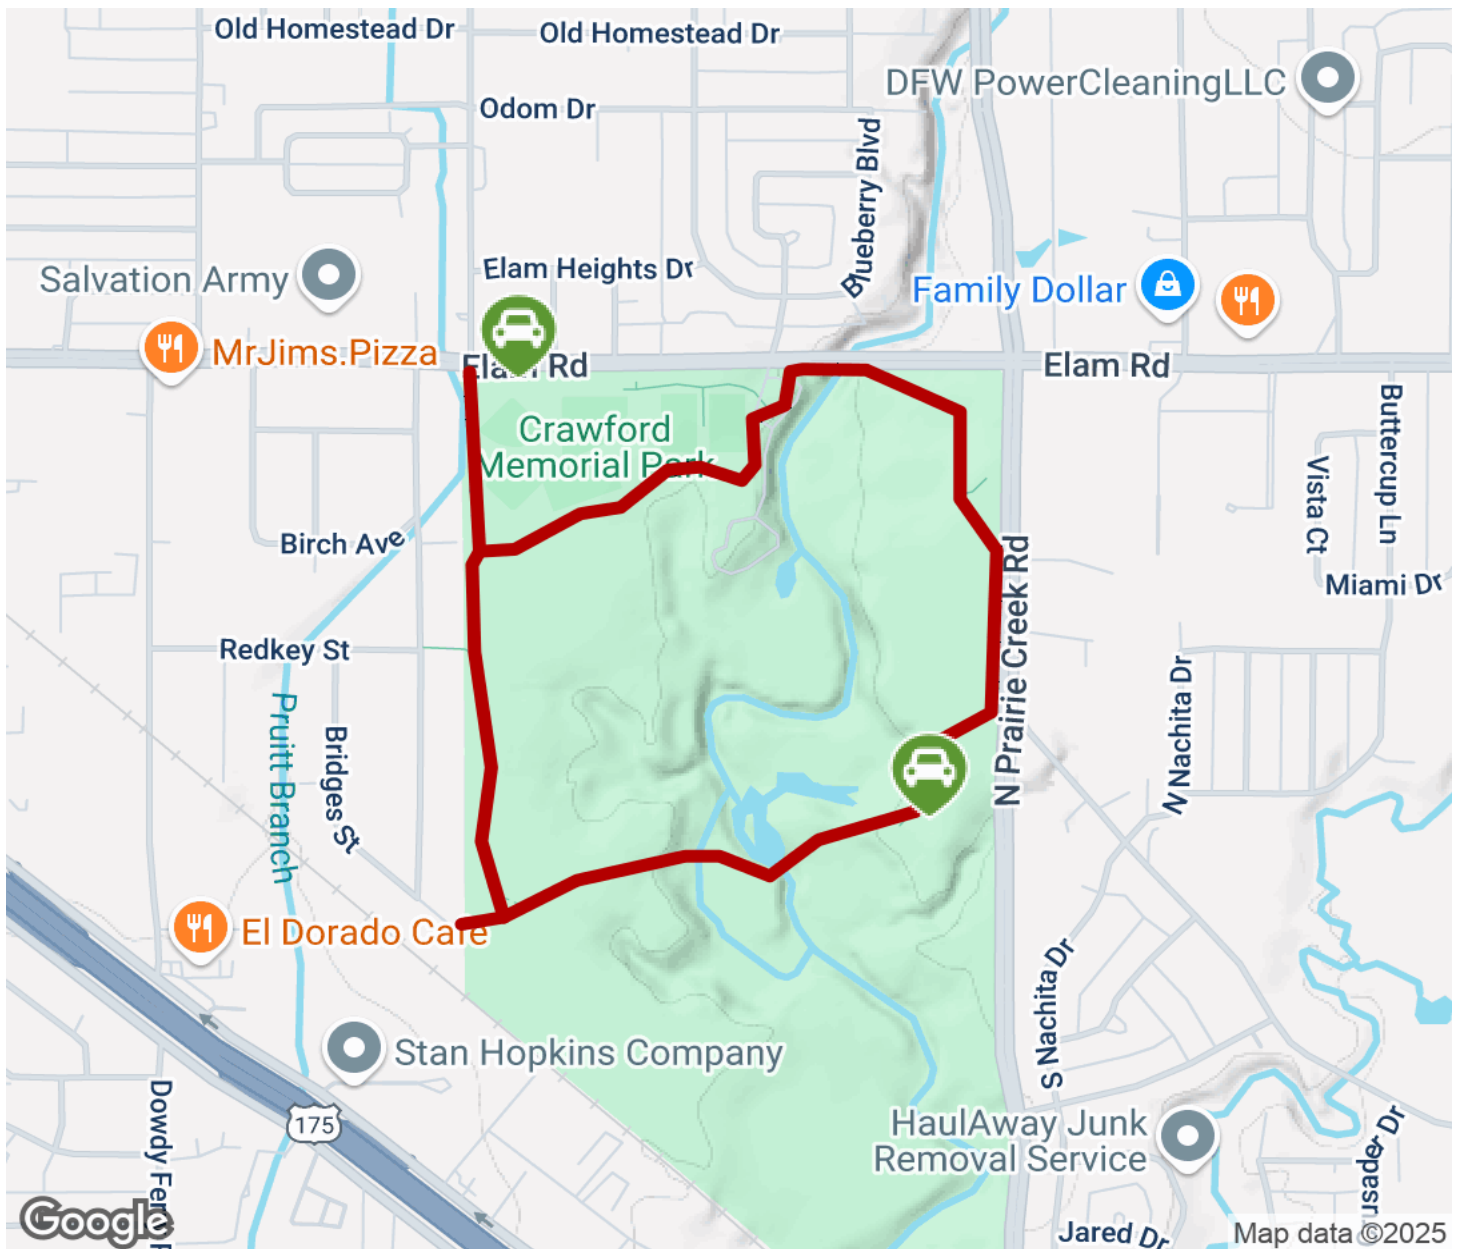 Old Homestead Dr
Old Homestead Dr
DFW PowerCleaningLLC
Odom Dr
Blueberry Blvd
Elam Heights Dr
Salvation Army
Family Dollar
MrJims.Pizza
Elam Rd
Elam Rd
Crawford
Memorial Park
Buttercup Ln
Vista Ct
Birch Ave
Miami Dr
N Prairie Creek Rd
Redkey St
Pruitt Branch
Bridges St
N Nachita Dr
El Dorado Cafe
S Nachita Dr
Stan Hopkins Company
175
Dowdy Ferry
HaulAway Junk
Removal Service
Jared Dr
Google
Map data ©2025